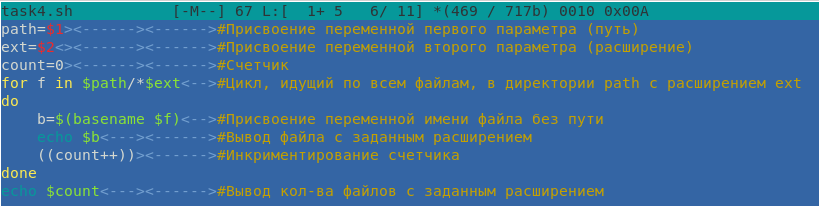 task4.sh [-M--] 67 L:[ 1+ 5 6/ 11] *(469 / 717b) 0010 0x00A
path=$1><------><------>#Присвоение переменной первого параметра (путь)
ext=$2<><------><------>#Присвоение переменной второго параметра (расширение)
count=0><------><------>#Счетчик
for f in $path/*$ext<-->#Цикл, идущий по всем файлам, в директории path с расширением ext
do
b=$(basename $f)<-->#Присвоение переменной имени файла без пути
echo $b<---><------>#Вывод файла с заданным расширением
((count++))><------>#Инкриментирование счетчика
done
echo $count<---><------>#Вывод кол-ва файлов с заданным расширением